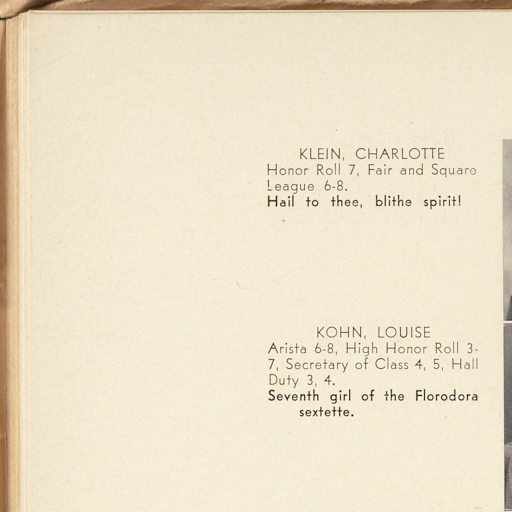 KLEIN, CHARLOTTE
Honor Roll 7, Fair and Square
League 6-8.
Hail to thee, blithe spirit!
KOHN, LOUISE
Arista 6-8, High Honor Roll 3-
7, Secretary of Class 4, 5, Hall
Duty 3, 4.
Seventh girl of the Florodora
sextette.